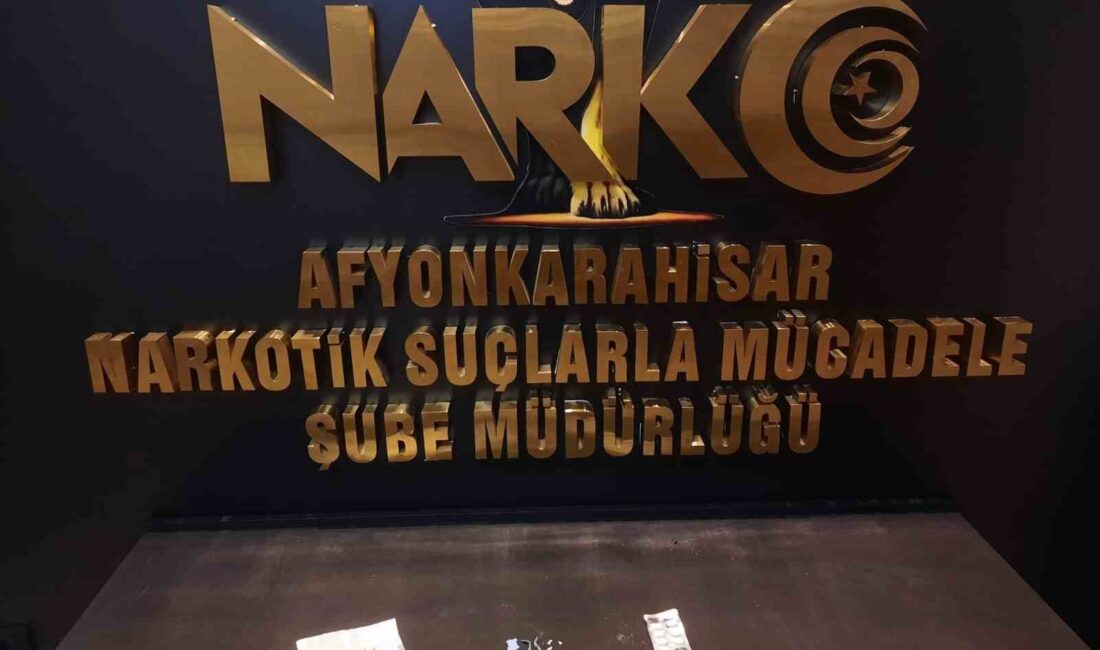 NARKO
AFYONKARAHİSAR
NARKOTİK SUÇLARLA MÜCADELE
ŞUBE MÜDÜRLÜĞÜ